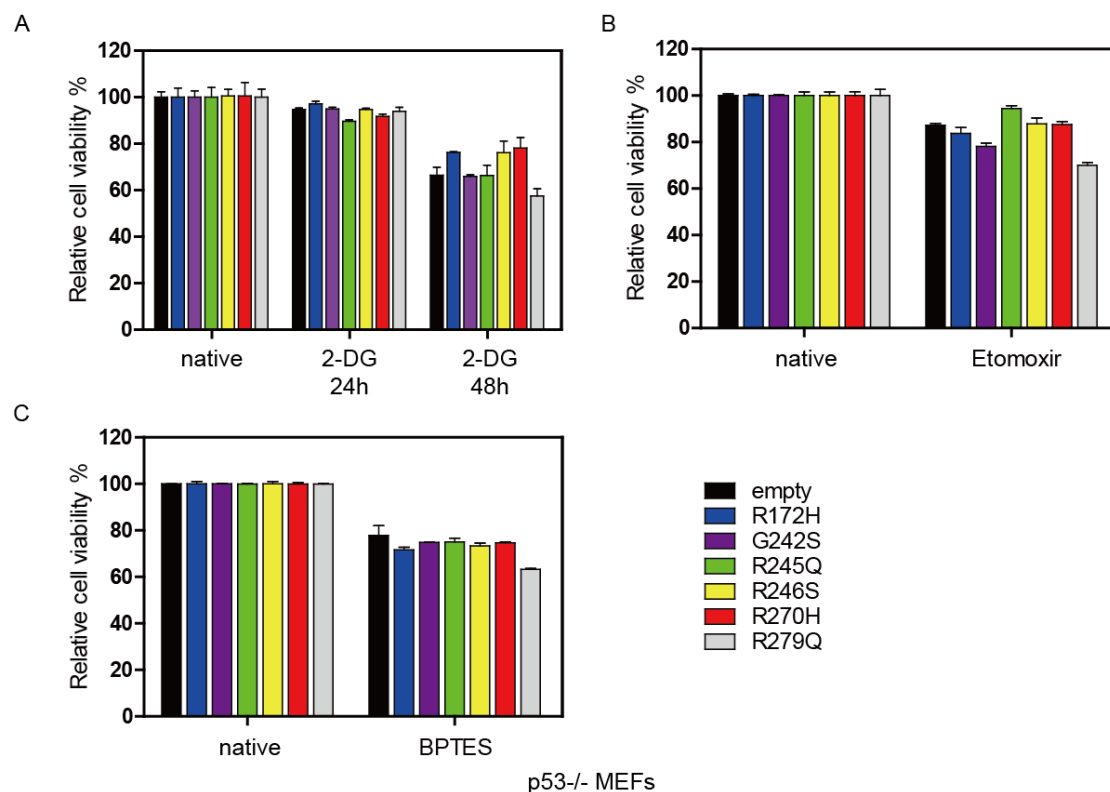 A
Relative cell viability %
120
100
80
60
40
20
0
native
2-DG
24h
2-DG
48h
B
Relative cell viability %
120
100
80
60
40
20
0
native
Etomoxir
C
Relative cell viability %
120
100
80
60
40
20
0
native
BPTES
empty
R172H
G242S
R245Q
R246S
R270H
R279Q
p53-/- MEFs